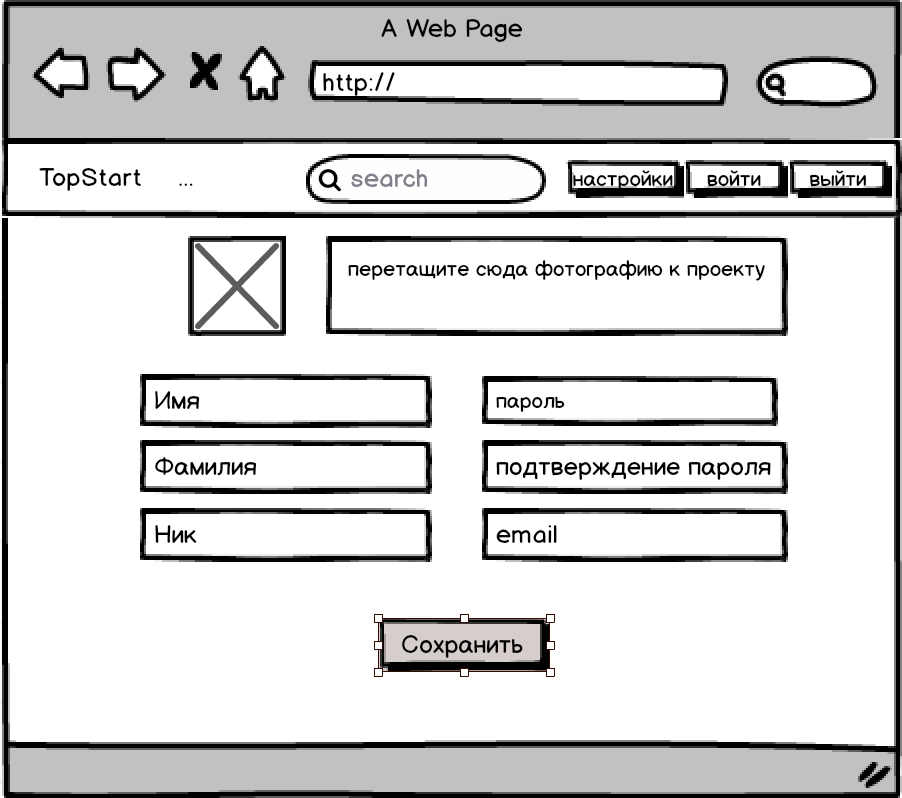 A Web Page
http://
TopStart ... search настройки войти выйти
перетащите сюда фотографию к проекту
Имя пароль
Фамилия подтверждение пароля
Ник email
Сохранить